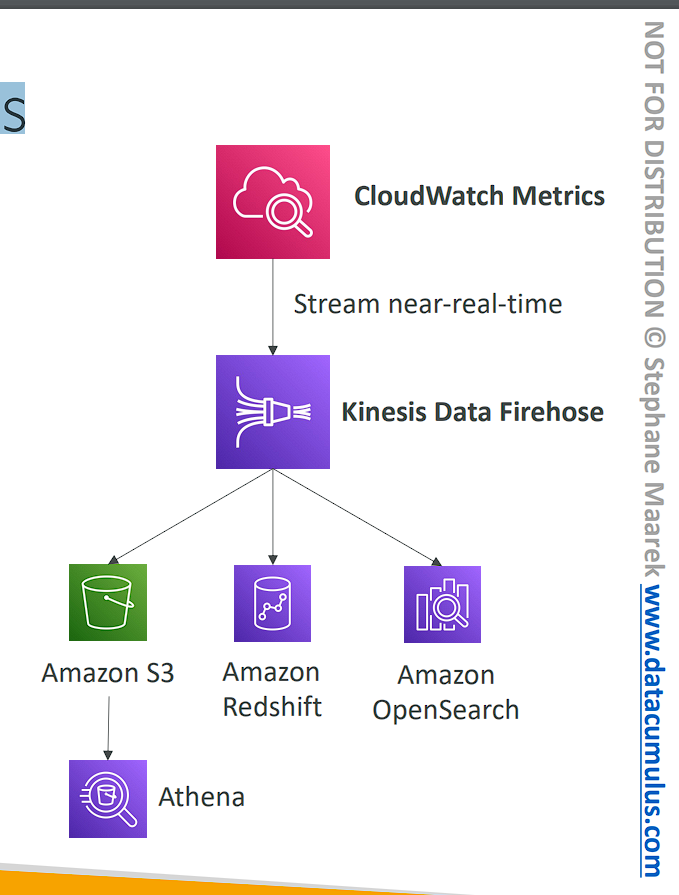 S
CloudWatch Metrics
Stream near-real-time
Kinesis Data Firehose
Amazon S3
Amazon
Redshift
Amazon
OpenSearch
Athena
NOT FOR DISTRIBUTION © Stephane Maarek www.datacumulus.com